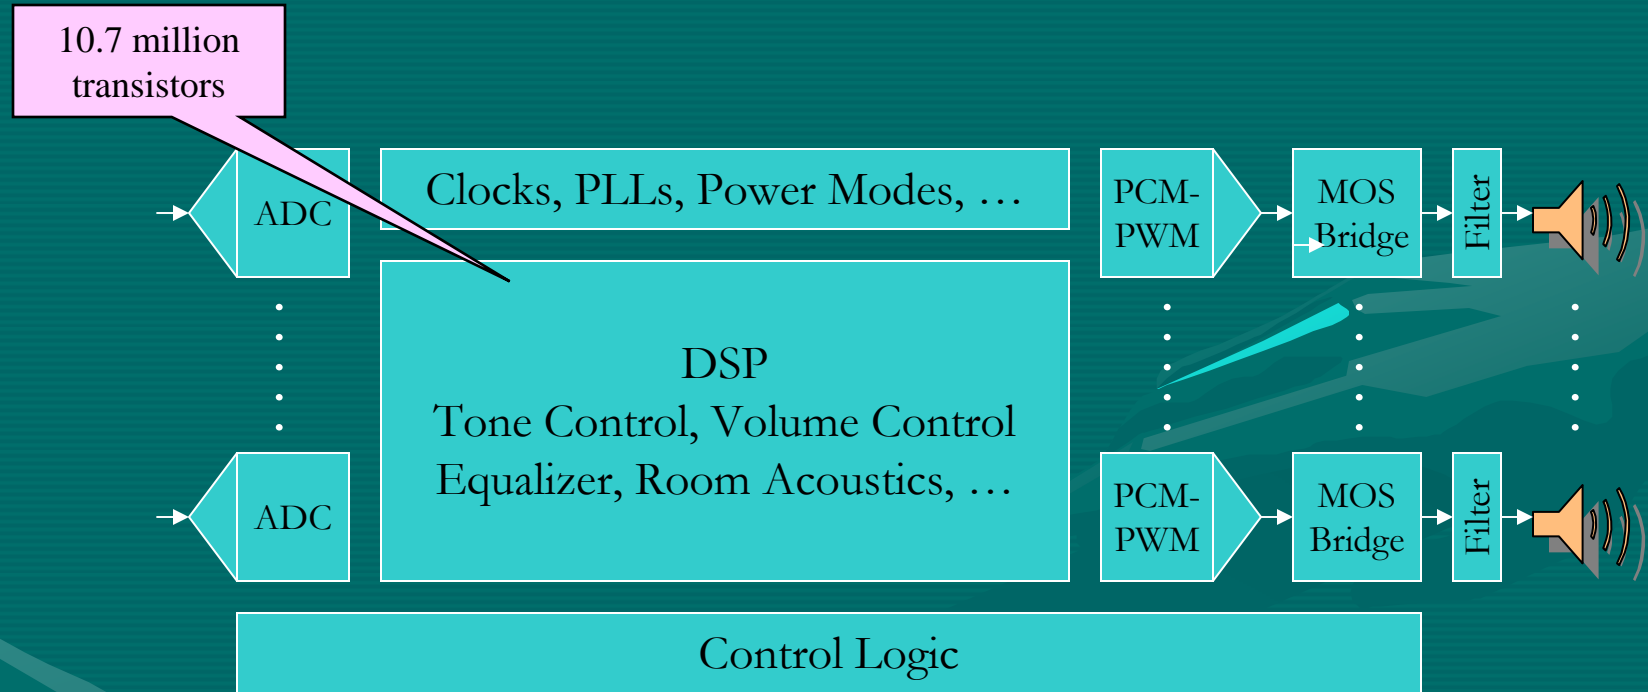 10.7 million
transistors
ADC
Clocks, PLLs, Power Modes, …
PCM-
PWM
MOS
Bridge
Filter
DSP
Tone Control, Volume Control
Equalizer, Room Acoustics, …
ADC
PCM-
PWM
MOS
Bridge
Filter
Control Logic